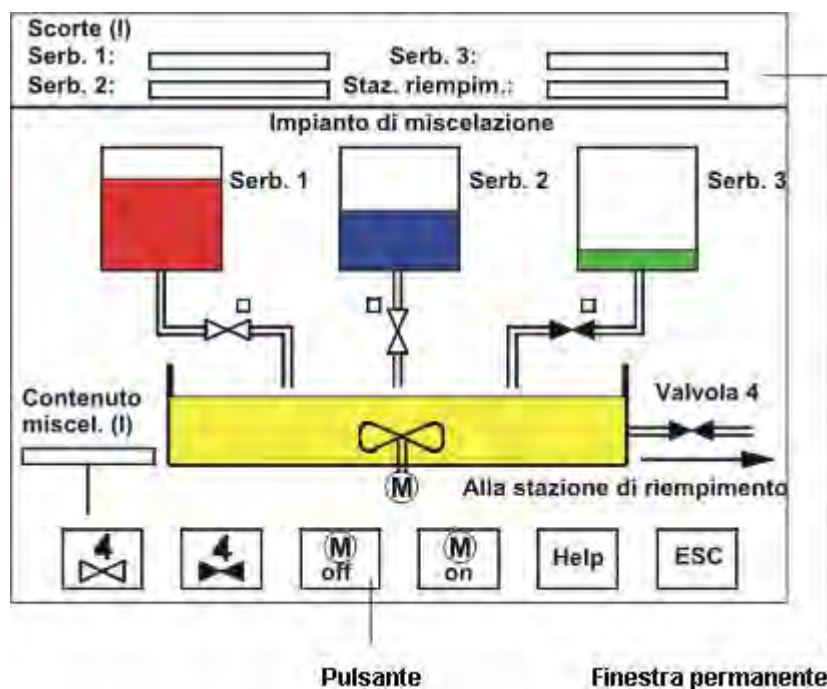 Scorte (l)
Serb. 1: Serb. 3:
Serb. 2: Staz. riempim.:
Impianto di miscelazione
Serb. 1 Serb. 2 Serb. 3
Contenuto
miscel. (l)
Valvola 4
M
Alla stazione di riempimento
4 4 M off M on Help ESC
Pulsante Finestra permanente